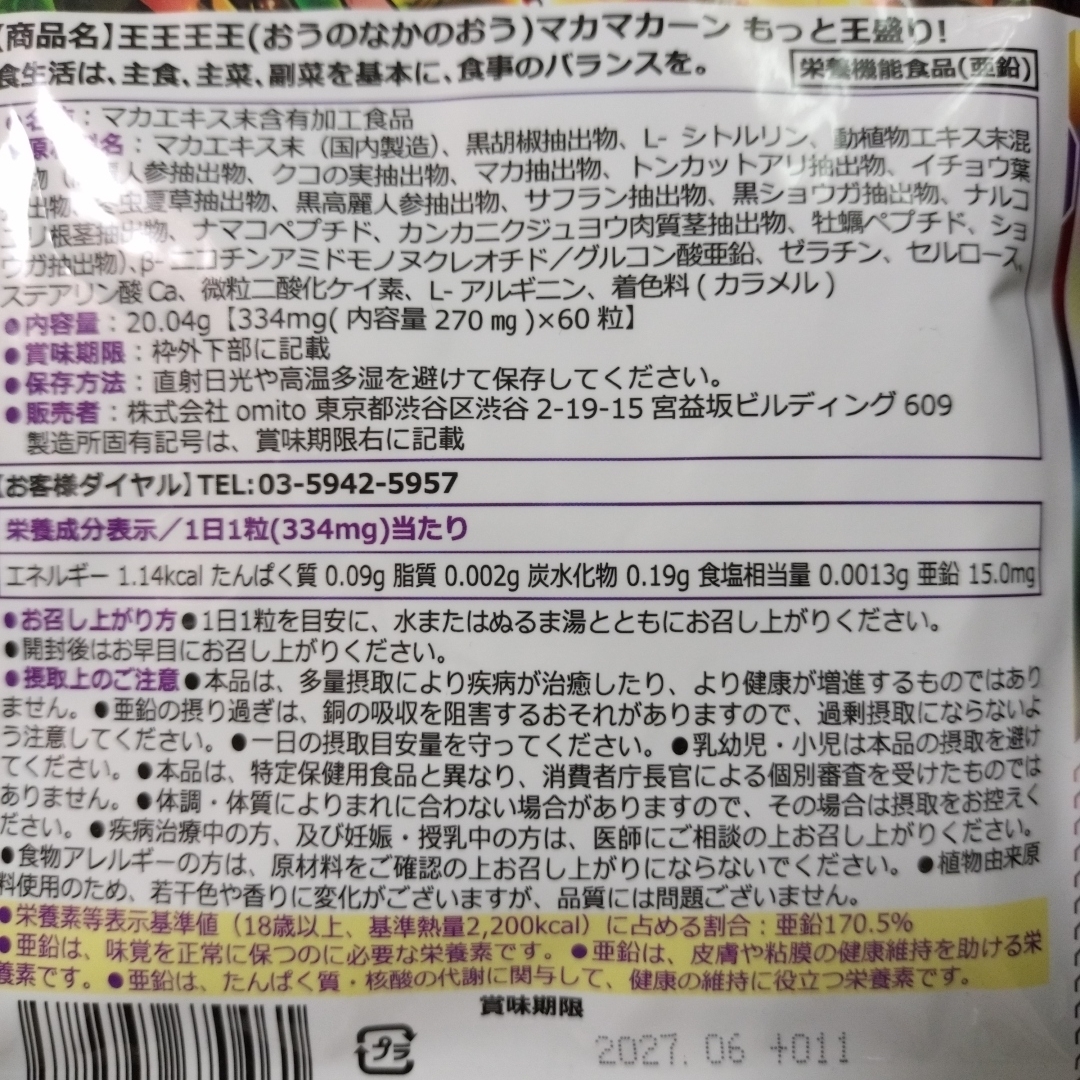 【商品名】王王王王(おうのなかのおう)マカマカーン もっと王盛り!
食生活は、主食、主菜、副菜を基本に、食事のバランスを。
栄養機能食品(亜鉛)
：マカエキス末含有加工食品
名：マカエキス末（国内製造）、黒胡椒抽出物、L- シトルリン、動植物エキス末混
人参抽出物、クコの実抽出物、マカ抽出物、トンカットアリ抽出物、イチョウ葉
出物、虫夏草抽出物、黒高麗人参抽出物、サフラン抽出物、黒ショウガ抽出物、ナルコ
リ根茎抽出物、ナマコペプチド、カンカニクジュヨウ肉質茎抽出物、牡蠣ペプチド、ショ
ウガ抽出物)、β- ニコチンアミドモノヌクレオチド／グルコン酸亜鉛、ゼラチン、セルロース、
ステアリン酸 Ca、微粒二酸化ケイ素、L- アルギニン、着色料 ( カラメル )
●内容量：20.04g【334mg( 内容量 270 ㎎ )×60 粒】
●賞味期限：枠外下部に記載
●保存方法：直射日光や高温多湿を避けて保存してください。
●販売者：株式会社 omito 東京都渋谷区渋谷 2-19-15 宮益坂ビルディング 609
製造所固有記号は、賞味期限右に記載
【お客様ダイヤル】TEL:03-5942-5957
栄養成分表示／1日1粒(334mg)当たり
エネルギー 1.14kcal たんぱく質 0.09g 脂質 0.002g 炭水化物 0.19g 食塩相当量 0.0013g 亜鉛 15.0mg
●お召し上がり方●1日1粒を目安に、水またはぬるま湯とともにお召し上がりください。
●開封後はお早目にお召し上がりください。
●摂取上のご注意●本品は、多量摂取により疾病が治癒したり、より健康が増進するものではあり
ません。●亜鉛の摂り過ぎは、銅の吸収を阻害するおそれがありますので、過剰摂取にならないよ
う注意してください。●一日の摂取目安量を守ってください。●乳幼児・小児は本品の摂取を避け
てください。●本品は、特定保健用食品と異なり、消費者庁長官による個別審査を受けたものでは
ありません。●体調・体質によりまれに合わない場合がありますので、その場合は摂取をお控えく
ださい。●疾病治療中の方、及び妊娠・授乳中の方は、医師にご相談の上お召し上がりください。
●食物アレルギーの方は、原材料をご確認の上お召し上がりにならないでください。●植物由来原
料使用のため、若干色や香りに変化がございますが、品質には問題ございません。
●栄養素等表示基準値（18歳以上、基準熱量2,200kcal）に占める割合：亜鉛170.5%
●亜鉛は、味覚を正常に保つのに必要な栄養素です。●亜鉛は、皮膚や粘膜の健康維持を助ける栄
養素です。●亜鉛は、たんぱく質・核酸の代謝に関与して、健康の維持に役立つ栄養素です。
賞味期限
プラ
2027. 06 +011